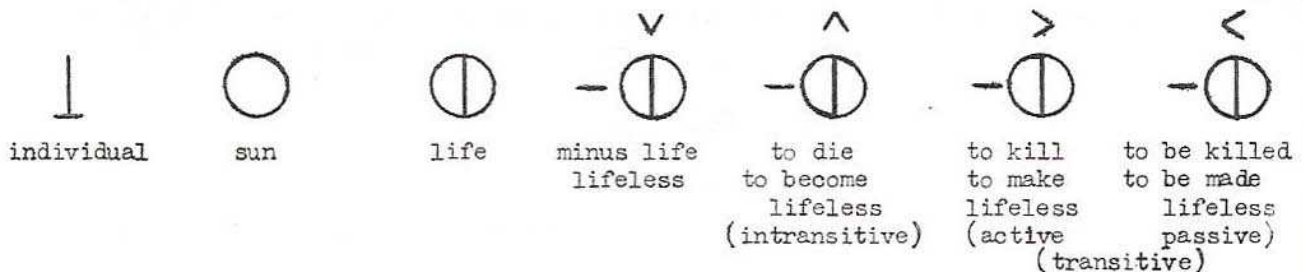 individual sun life minus life to die to kill to be killed
lifeless to become to make to be made
lifeless lifeless lifeless
(intransitive) (active passive)
(transitive)